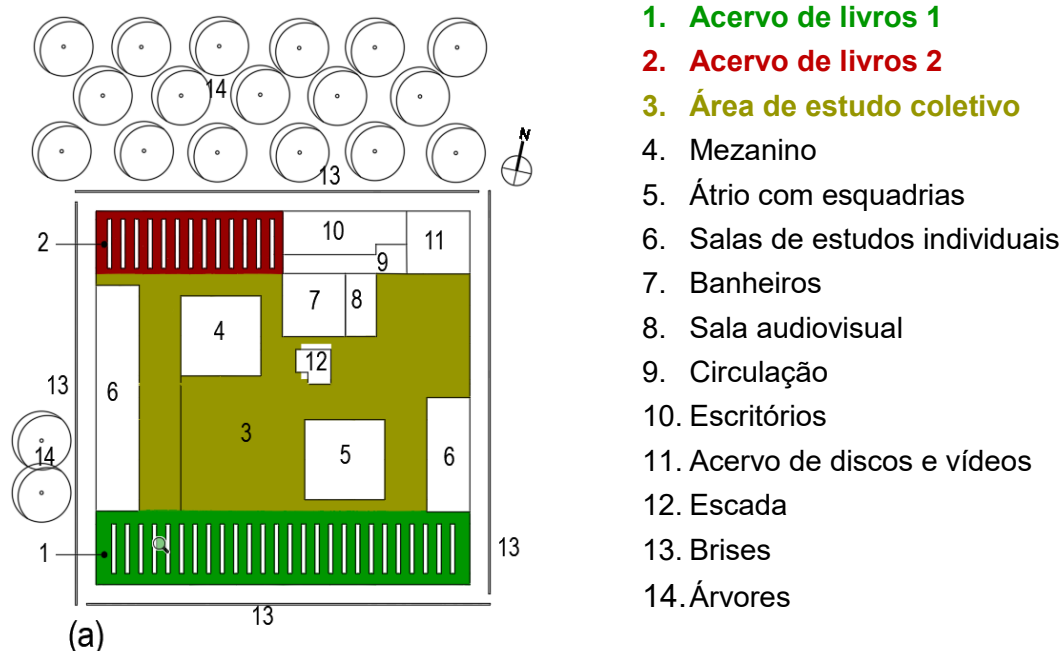 14
N
13
2
10
11
9
7
8
4
12
13
6
3
5
6
14
1
13
13
(a)
1. Acervo de livros 1
2. Acervo de livros 2
3. Área de estudo coletivo
4. Mezanino
5. Átrio com esquadrias
6. Salas de estudos individuais
7. Banheiros
8. Sala audiovisual
9. Circulação
10. Escritórios
11. Acervo de discos e vídeos
12. Escada
13. Brises
14. Árvores